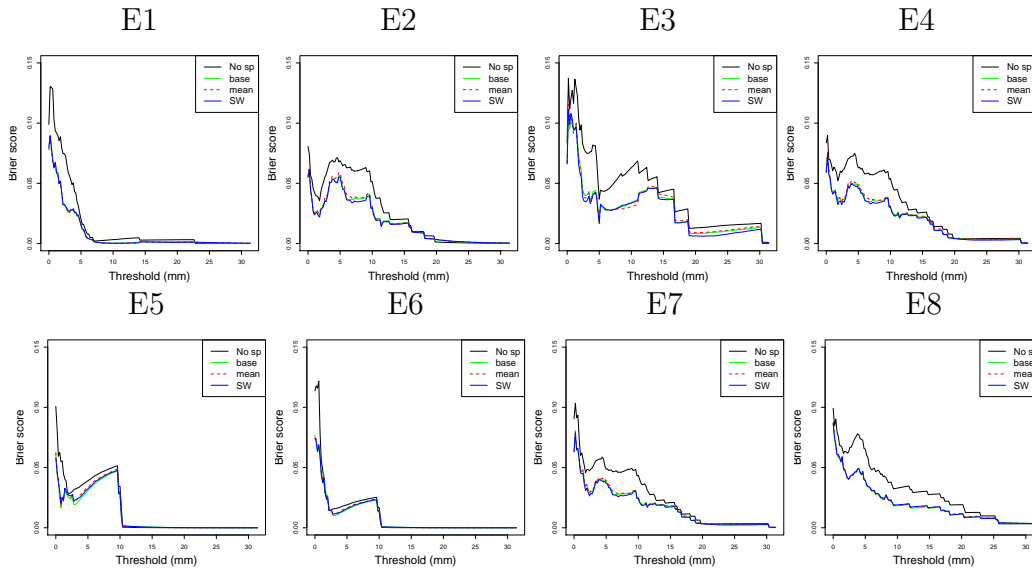 E1 E2 E3 E4
No sp
base
mean
SW
Brier score
0.00 0.05 0.10 0.15
0 5 10 15 20 25 30
Threshold (mm)
No sp
base
mean
SW
Brier score
0.00 0.05 0.10 0.15
0 5 10 15 20 25 30
Threshold (mm)
No sp
base
mean
SW
Brier score
0.00 0.05 0.10 0.15
0 5 10 15 20 25 30
Threshold (mm)
No sp
base
mean
SW
Brier score
0.00 0.05 0.10 0.15
0 5 10 15 20 25 30
Threshold (mm)
E5 E6 E7 E8
No sp
base
mean
SW
Brier score
0.00 0.05 0.10 0.15
0 5 10 15 20 25 30
Threshold (mm)
No sp
base
mean
SW
Brier score
0.00 0.05 0.10 0.15
0 5 10 15 20 25 30
Threshold (mm)
No sp
base
mean
SW
Brier score
0.00 0.05 0.10 0.15
0 5 10 15 20 25 30
Threshold (mm)
No sp
base
mean
SW
Brier score
0.00 0.05 0.10 0.15
0 5 10 15 20 25 30
Threshold (mm)